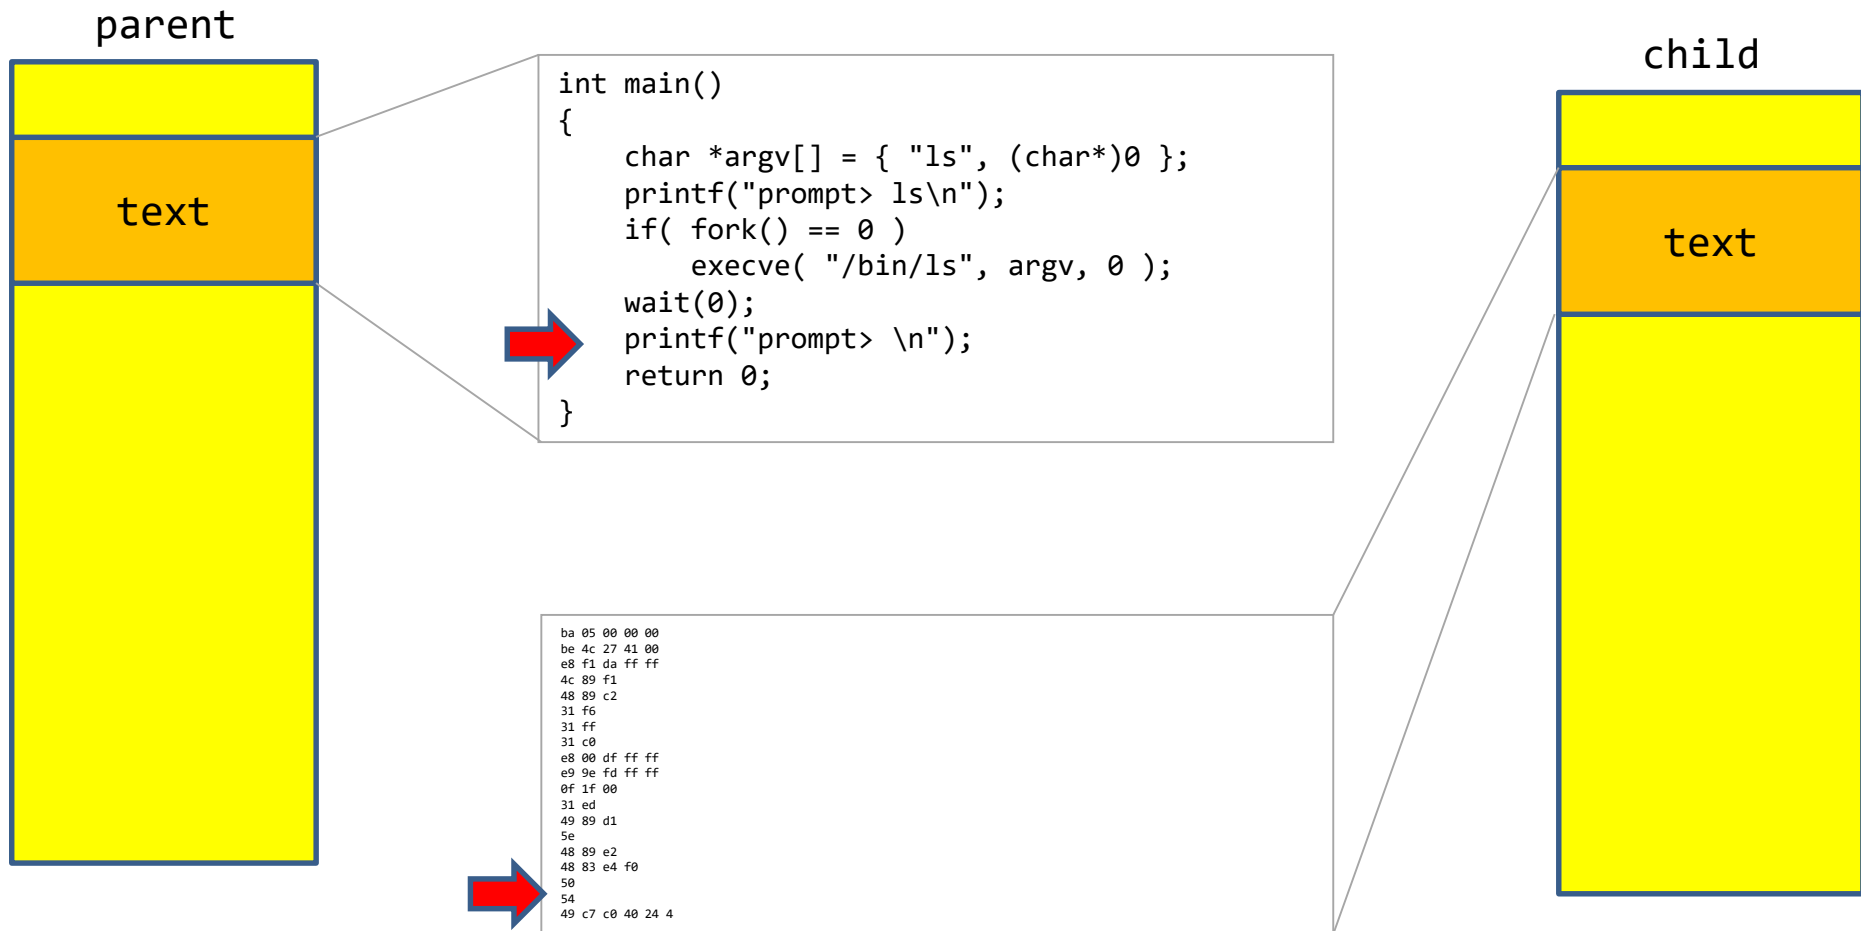 parent
child
text
int main()
{
    char *argv[] = { "ls", (char*)0 };
    printf("prompt> ls\n");
    if( fork() == 0 )
        execve( "/bin/ls", argv, 0 );
    wait(0);
    printf("prompt> \n");
    return 0;
}
text
ba 05 00 00 00
be 4c 27 41 00
e8 f1 da ff ff
4c 89 f1
48 89 c2
31 f6
31 ff
31 c0
e8 00 df ff ff
e9 9e fd ff ff
0f 1f 00
31 ed
49 89 d1
5e
48 89 e2
48 83 e4 f0
50
54
49 c7 c0 40 24 4